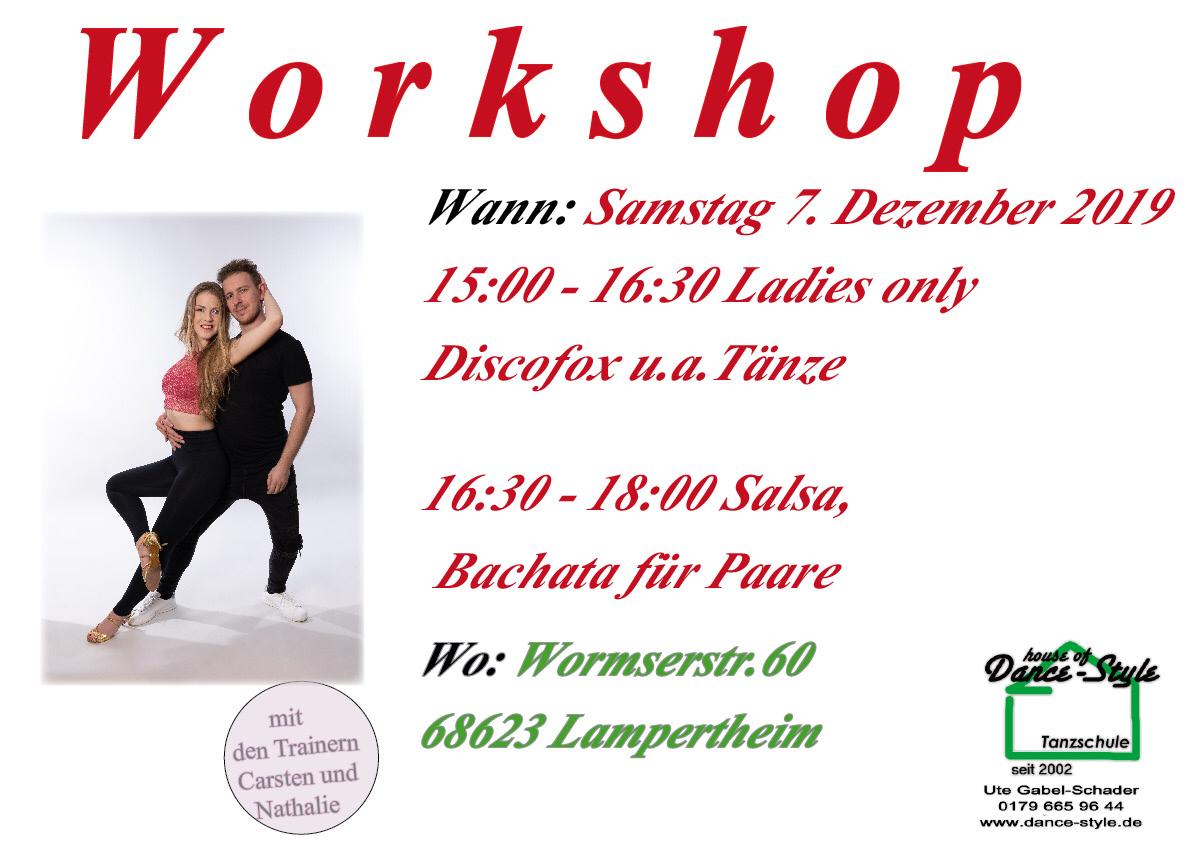 Workshop
Wann: Samstag 7. Dezember 2019
15:00 - 16:30 Ladies only
Discofox u.a.Tänze
16:30 - 18:00 Salsa,
Bachata für Paare
Wo: Wormserstr.60
68623 Lampertheim
mit
den Trainern
Carsten und
Nathalie
house of
Dance-Style
Tanzschule
seit 2002
Ute Gabel-Schader
0179 665 96 44
www.dance-style.de